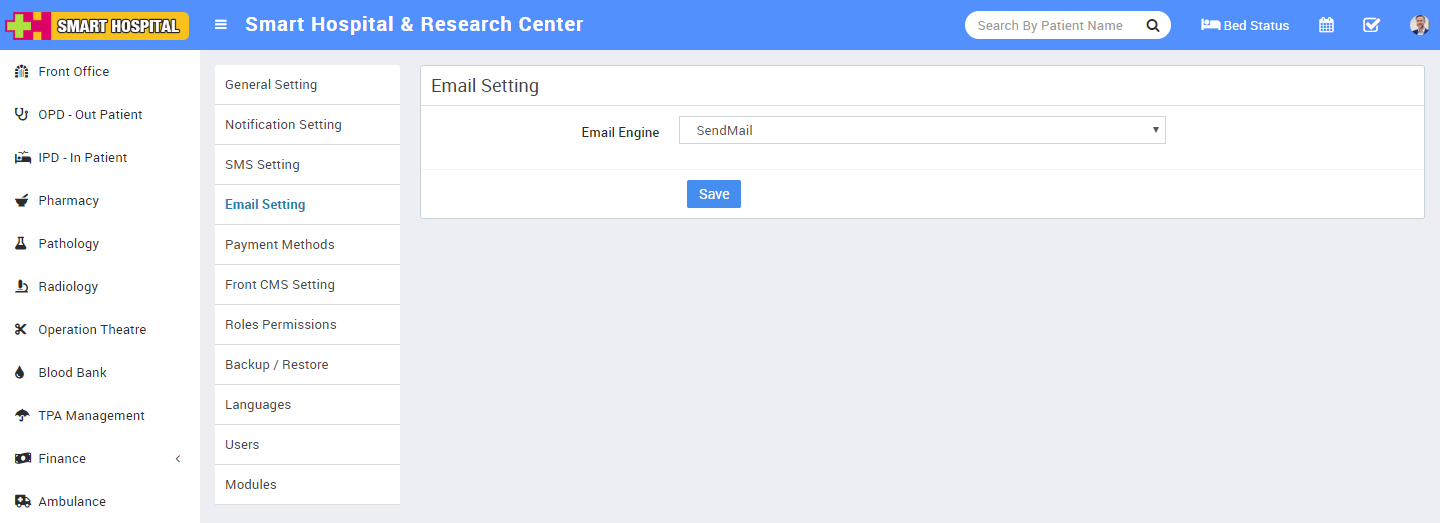 SMART HOSPITAL
Smart Hospital & Research Center
Search By Patient Name
Bed Status
Front Office
OPD - Out Patient
IPD - In Patient
Pharmacy
Pathology
Radiology
Operation Theatre
Blood Bank
TPA Management
Finance
Ambulance
General Setting
Notification Setting
SMS Setting
Email Setting
Payment Methods
Front CMS Setting
Roles Permissions
Backup / Restore
Languages
Users
Modules
Email Setting
Email Engine
SendMail
Save